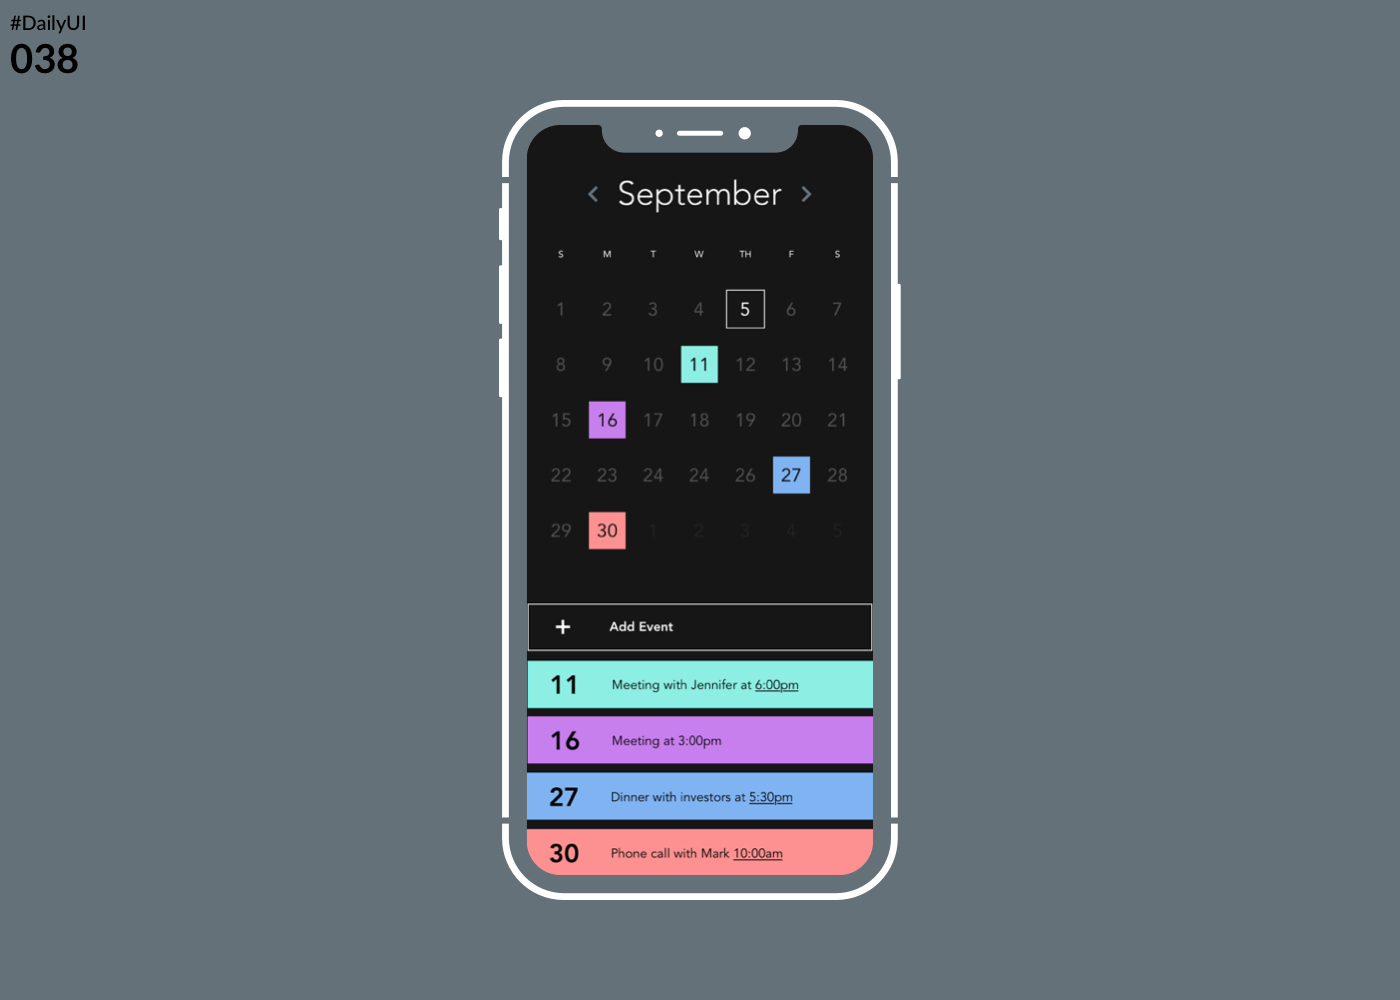 #DailyUI
038
September
S M T W TH F S
1 2 3 4 5 6 7
8 9 10 11 12 13 14
15 16 17 18 19 20 21
22 23 24 24 26 27 28
29 30 1 2 3 4 5
+ Add Event
11 Meeting with Jennifer at 6:00pm
16 Meeting at 3:00pm
27 Dinner with investors at 5:30pm
30 Phone call with Mark 10:00am